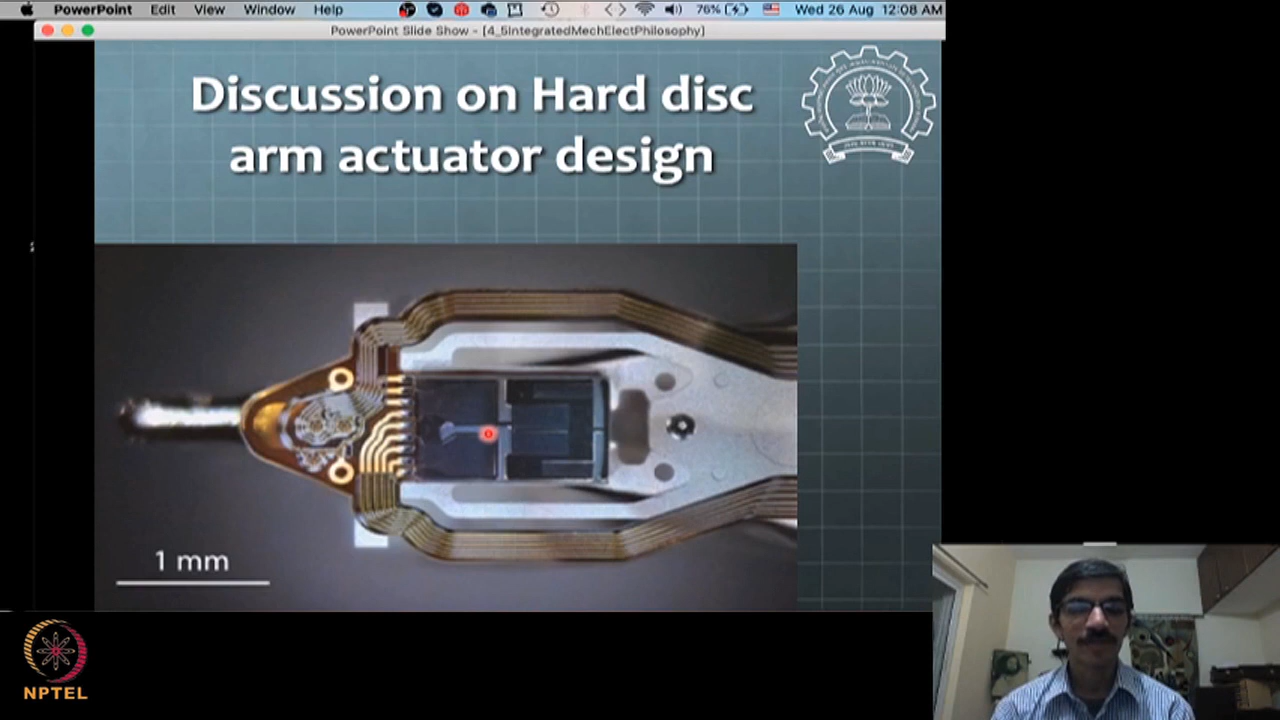 PowerPoint Edit View Window Help 76% Wed 26 Aug 12:08 AM
PowerPoint Slide Show - [4_5IntegratedMechElectPhilosophy]
Discussion on Hard disc
arm actuator design
1 mm
NPTEL